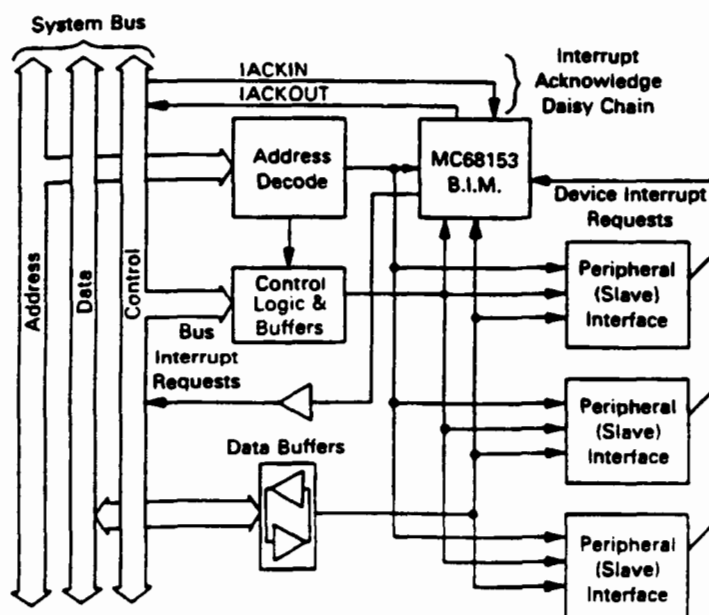 System Bus
IACKIN
IACKOUT
Interrupt
Acknowledge
Daisy Chain
Address
Decode
MC68153
B.I.M.
Device Interrupt
Requests
Address
Data
Control
Control
Logic &
Buffers
Bus
Interrupt
Requests
Peripheral
(Slave)
Interface
Data Buffers
Peripheral
(Slave)
Interface
Peripheral
(Slave)
Interface